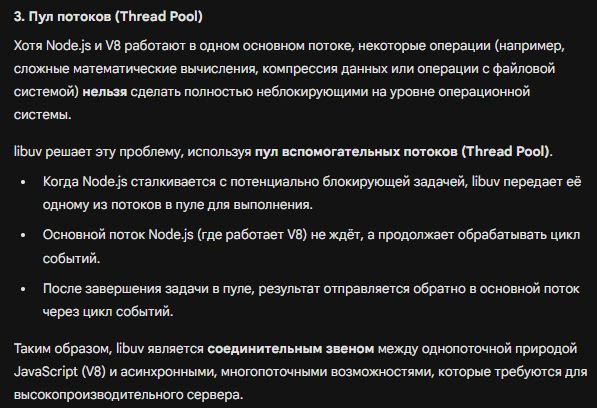 3. Пул потоков (Thread Pool)
Хотя Node.js и V8 работают в одном основном потоке, некоторые операции (например,
сложные математические вычисления, компрессия данных или операции с файловой
системой) нельзя сделать полностью неблокирующими на уровне операционной
системы.
libuv решает эту проблему, используя пул вспомогательных потоков (Thread Pool).
• Когда Node.js сталкивается с потенциально блокирующей задачей, libuv передает её
одному из потоков в пуле для выполнения.
• Основной поток Node.js (где работает V8) не ждёт, а продолжает обрабатывать цикл
событий.
• После завершения задачи в пуле, результат отправляется обратно в основной поток
через цикл событий.
Таким образом, libuv является соединительным звеном между однопоточной природой
JavaScript (V8) и асинхронными, многопоточными возможностями, которые требуются для
высокопроизводительного сервера.